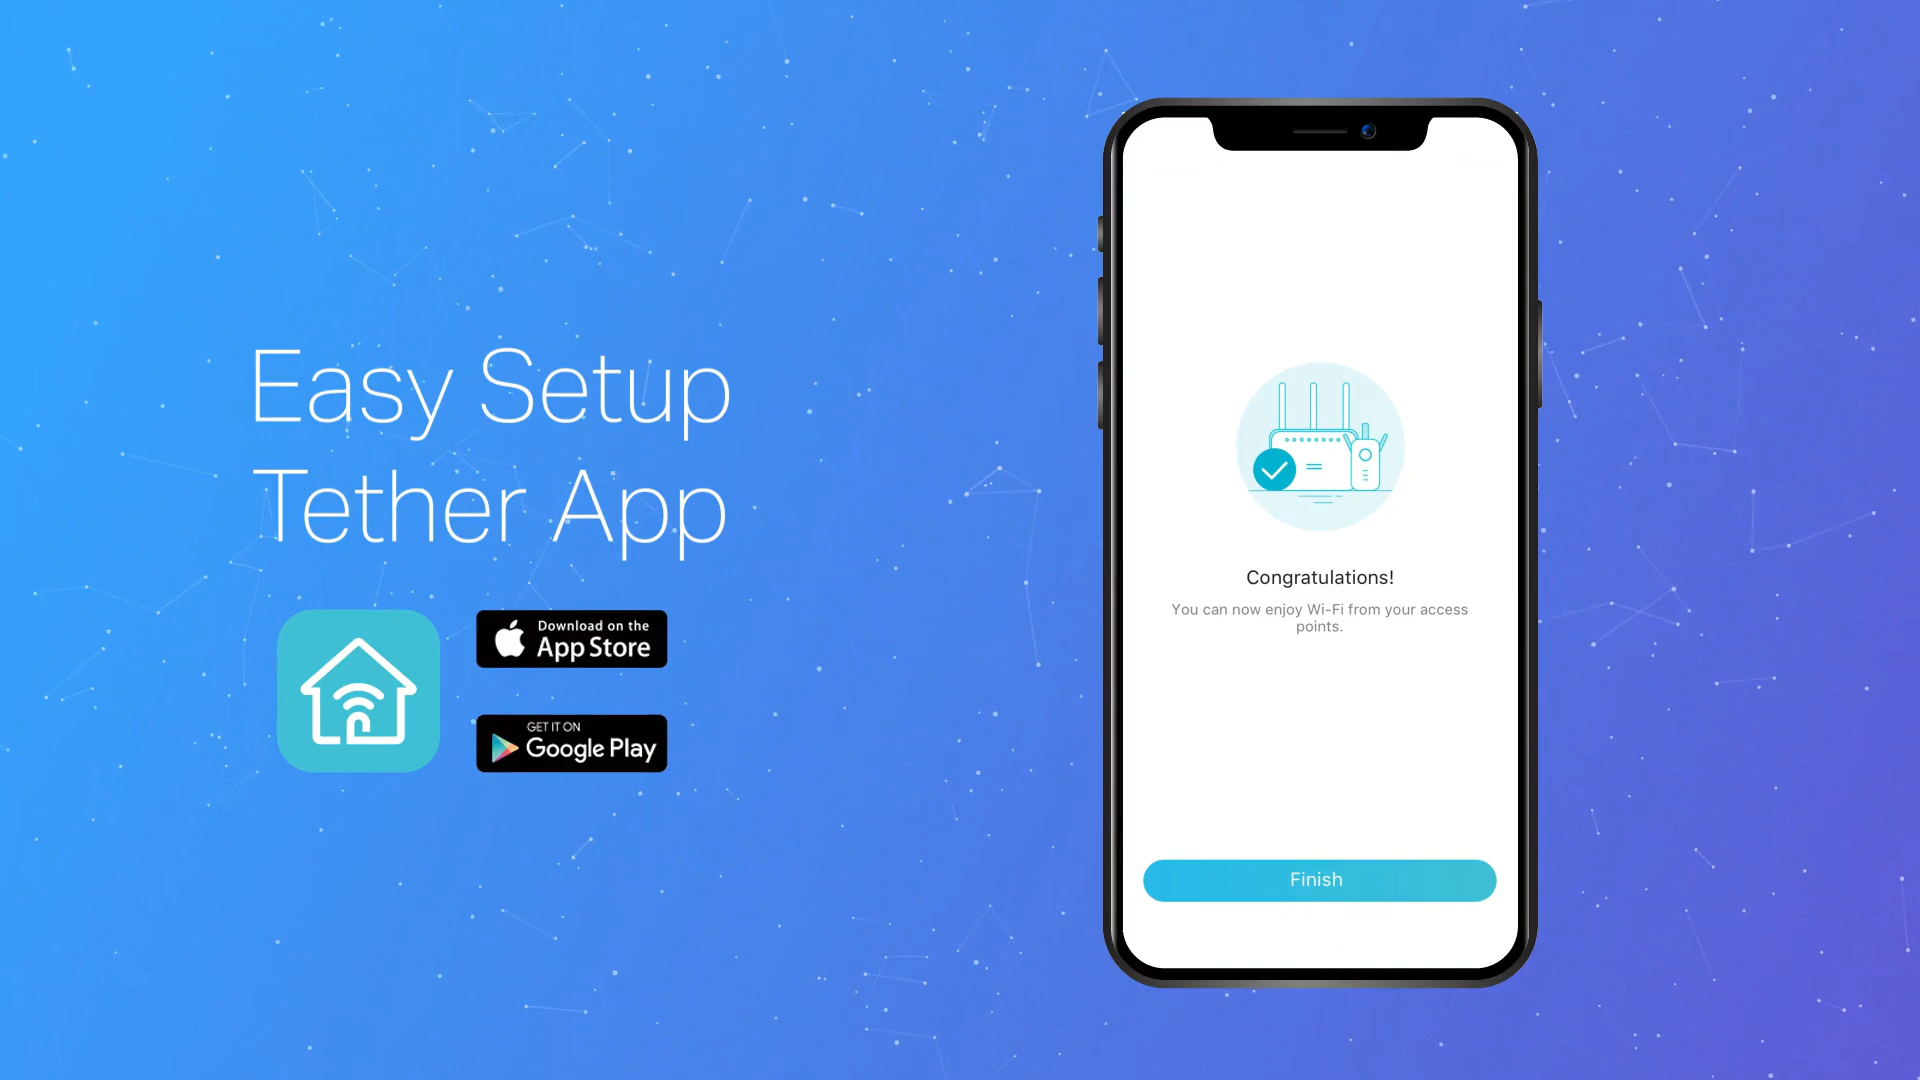 Easy Setup
Tether App
Download on the
App Store
GET IT ON
Google Play
Congratulations!
You can now enjoy Wi-Fi from your access
points.
Finish